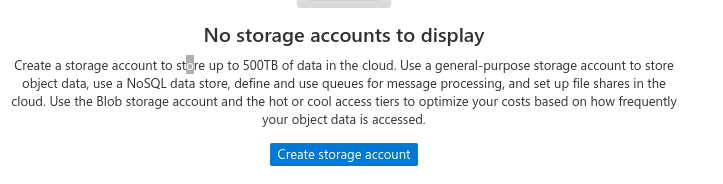 No storage accounts to display
Create a storage account to store up to 500TB of data in the cloud. Use a general-purpose storage account to store
object data, use a NoSQL data store, define and use queues for message processing, and set up file shares in the
cloud. Use the Blob storage account and the hot or cool access tiers to optimize your costs based on how frequently
your object data is accessed.
Create storage account